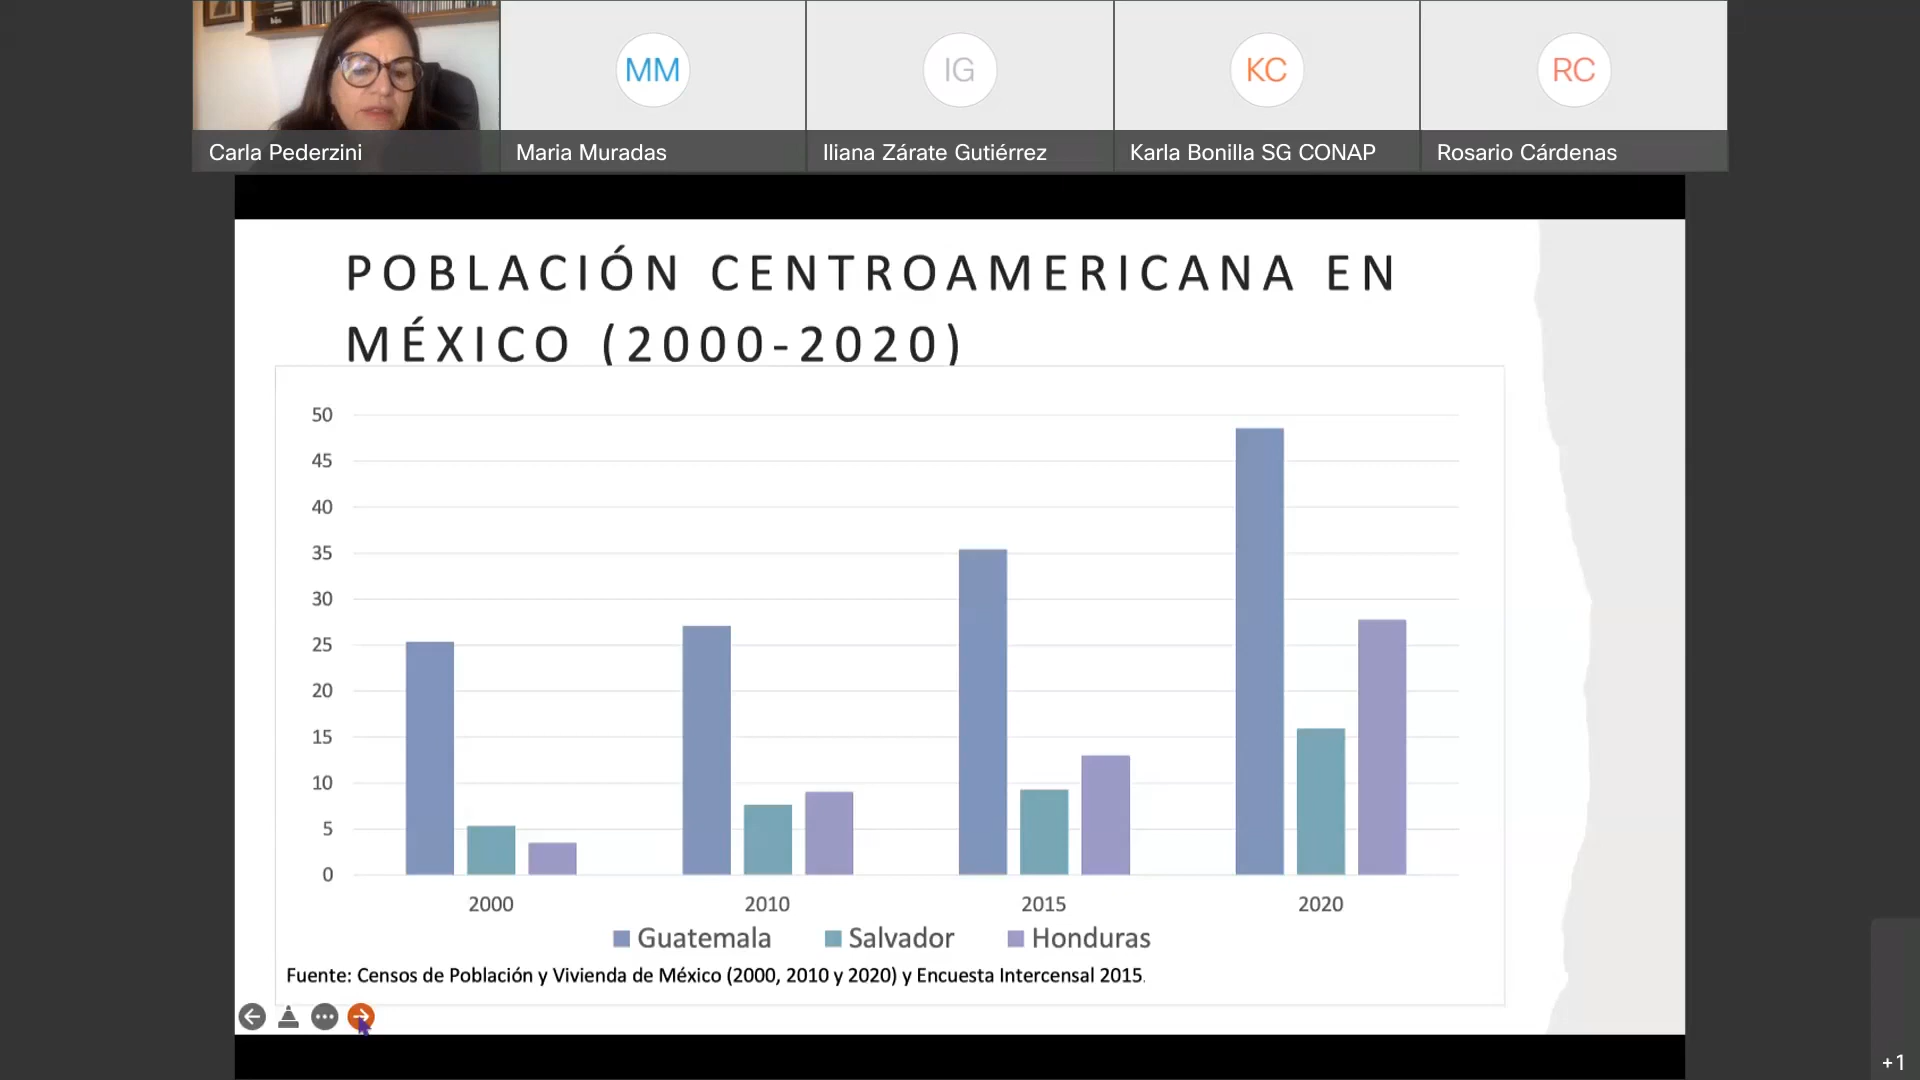 MM
IG
KC
RC
Carla Pederzini
Maria Muradas
Iliana Zárate Gutiérrez
Karla Bonilla SG CONAP
Rosario Cárdenas
POBLACIÓN CENTROAMERICANA EN
MÉXICO (2000-2020)
50
45
40
35
30
25
20
15
10
5
0
2000
2010
2015
2020
Guatemala
Salvador
Honduras
Fuente: Censos de Población y Vivienda de México (2000, 2010 y 2020) y Encuesta Intercensal 2015.
+1